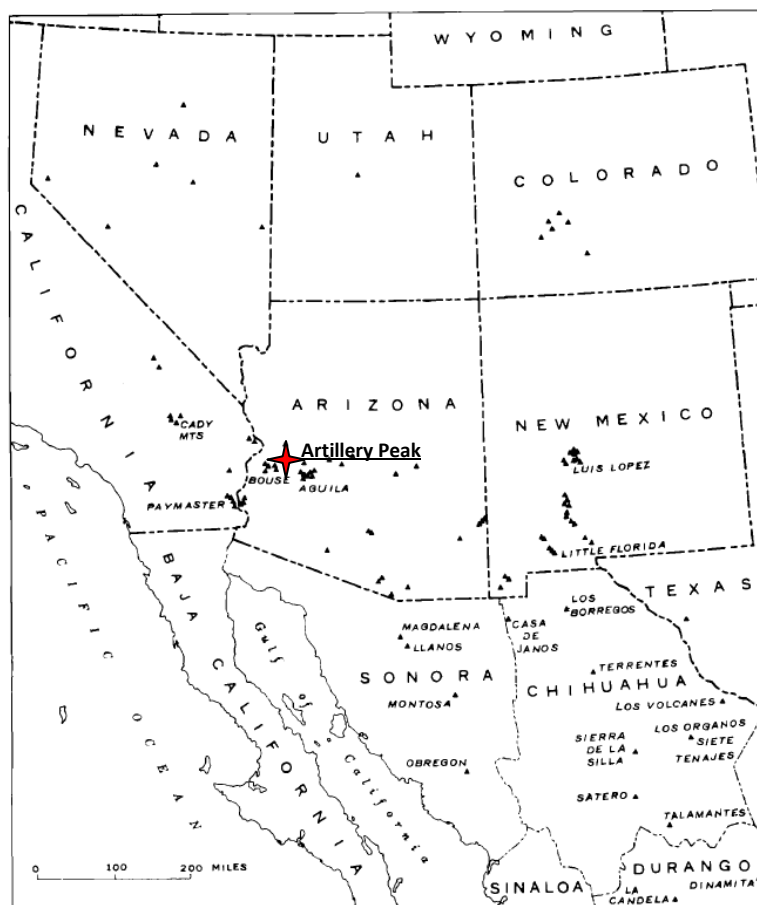 WYOMING
NEVADA
UTAH
COLORADO
CALIFORNIA
ARIZONA
NEW MEXICO
CADY
MTS
Artillery Peak
LUIS LOPEZ
BOUSE
AGUILA
PAYMASTER
LITTLE FLORIDA
PACIFIC OCEAN
BAJA CALIFORNIA
Gulf of California
TEXAS
LOS
BORREGOS
MAGDALENA
LLANOS
CASA
DE
JANOS
SONORA
TERRENTES
CHIHUAHUA
MONTOSA
LOS VOLCANES
SIERRA
DE LA
SILLA
LOS ORGANOS
SIETE
TENAJES
OBREGON
SATERO
TALAMANTES
0 100 200 MILES
SINALOA
DURANGO
LA
CANDELA
DINAMITA